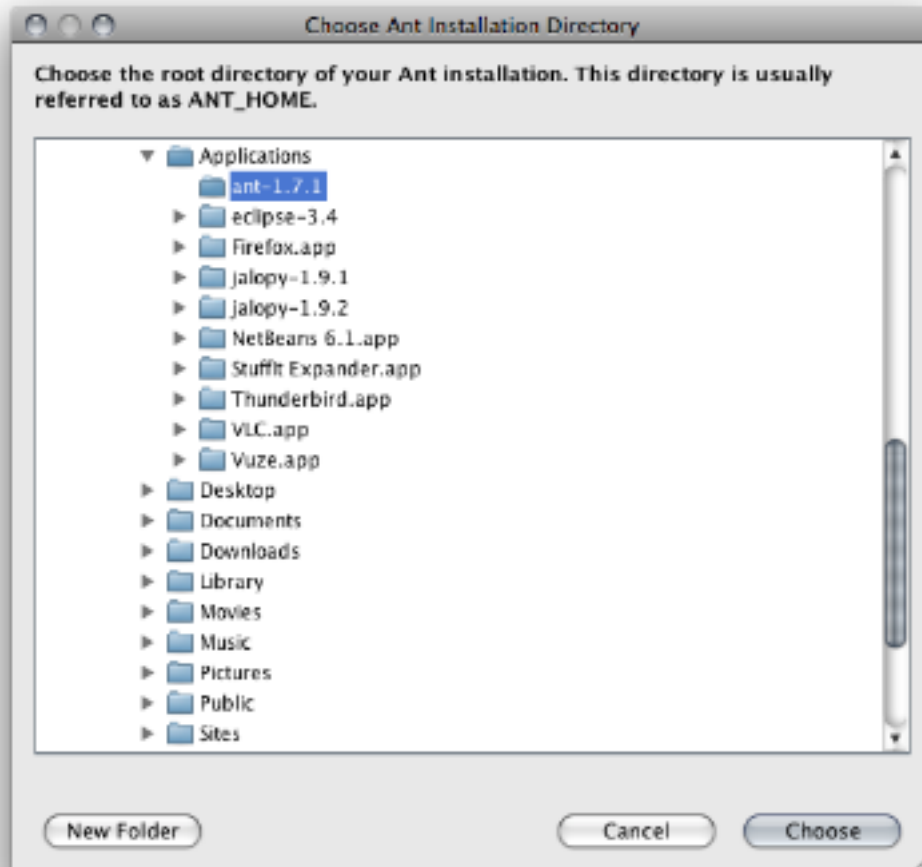 Choose Ant Installation Directory
Choose the root directory of your Ant installation. This directory is usually
referred to as ANT_HOME.
Applications
ant-1.7.1
eclipse-3.4
Firefox.app
jalopy-1.9.1
jalopy-1.9.2
NetBeans 6.1.app
StuffIt Expander.app
Thunderbird.app
VLC.app
Vuze.app
Desktop
Documents
Downloads
Library
Movies
Music
Pictures
Public
Sites
New Folder Cancel Choose